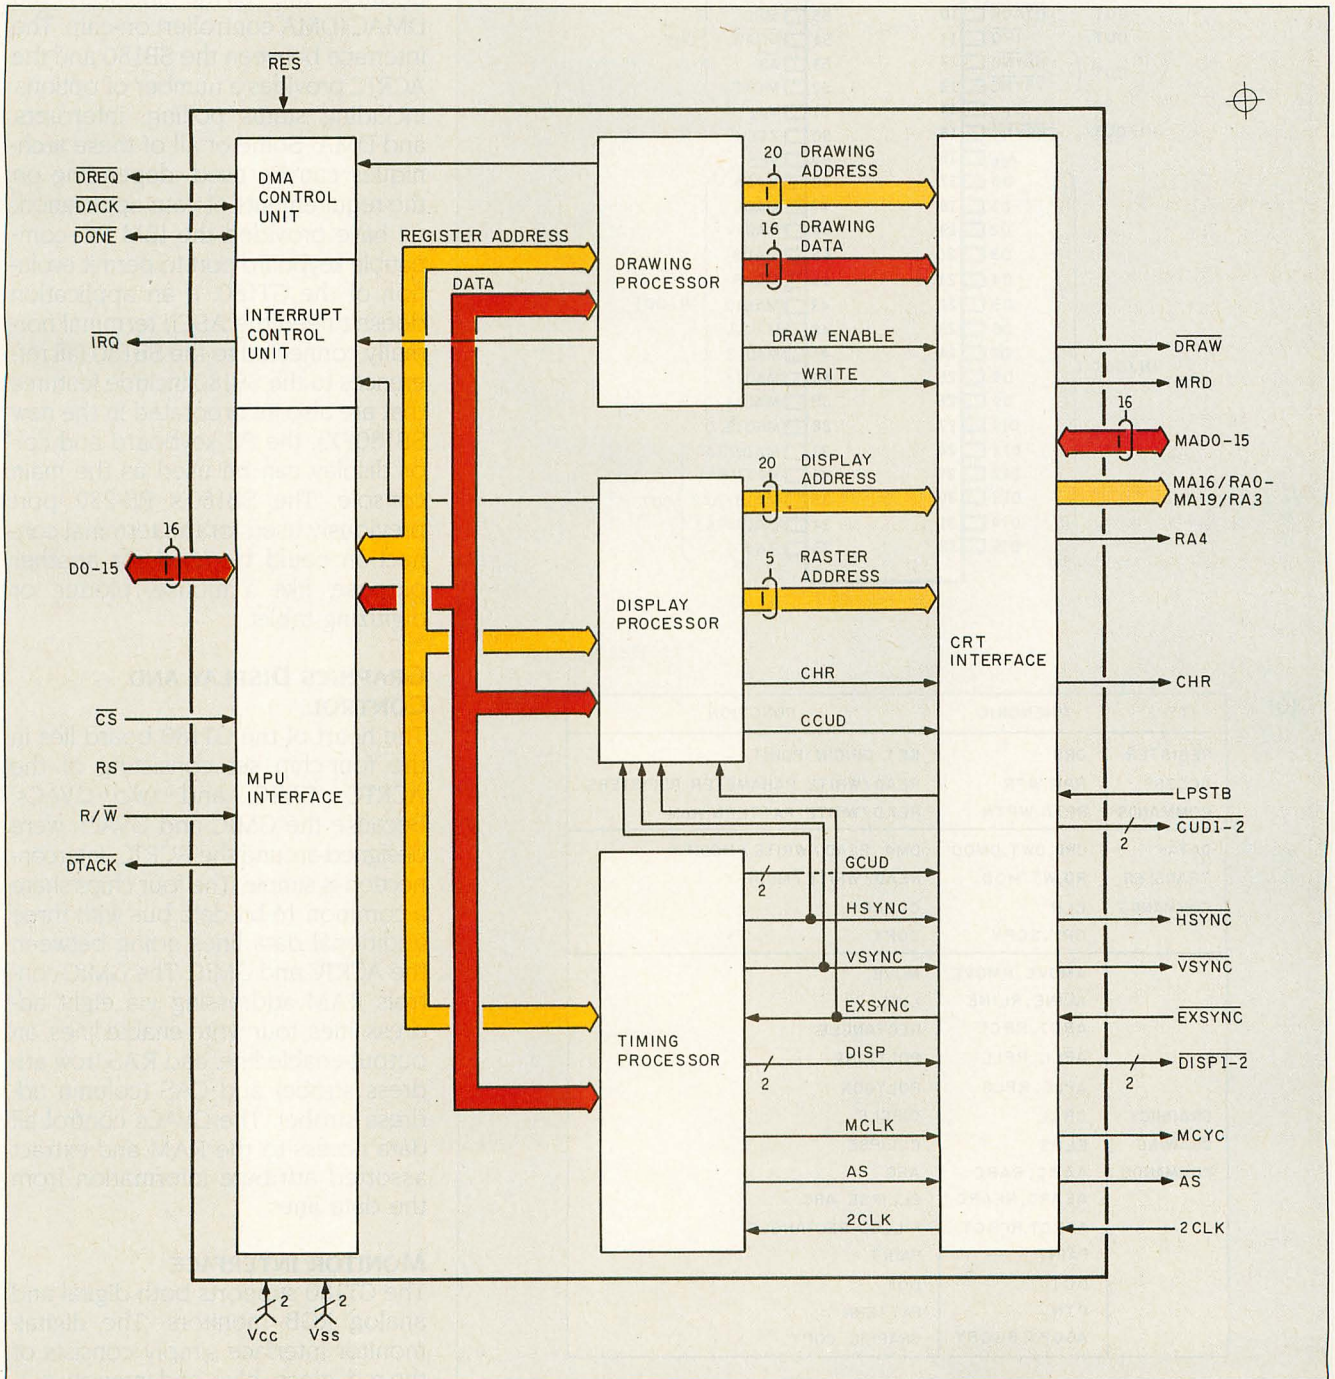 RES
DREQ
DACK
DONE
IRQ
DMA
CONTROL
UNIT
INTERRUPT
CONTROL
UNIT
REGISTER ADDRESS
DATA
DRAWING
PROCESSOR
20
DRAWING
ADDRESS
16
DRAWING
DATA
DRAW ENABLE
WRITE
DRAW
MRD
16
MAD0-15
MA16/RA0-
MA19/RA3
RA4
20
DISPLAY
ADDRESS
5
RASTER
ADDRESS
16
D0-15
DISPLAY
PROCESSOR
CRT
INTERFACE
CHR
CHR
CCUD
CS
RS
R/W
DTACK
MPU
INTERFACE
LPSTB
CUD1-2
2
GCUD
2
HSYNC
HSYNC
VSYNC
VSYNC
EXSYNC
EXSYNC
TIMING
PROCESSOR
DISP
2
DISP1-2
2
MCLK
MCYC
AS
AS
2CLK
2CLK
2
Vcc
2
Vss